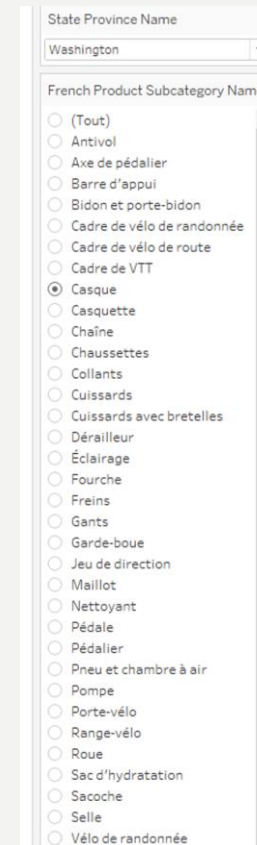 State Province Name
Washington
French Product Subcategory Nam
(Tout)
Antivol
Axe de pédalier
Barre d'appui
Bidon et porte-bidon
Cadre de vélo de randonnée
Cadre de vélo de route
Cadre de VTT
Casque
Casquette
Chaîne
Chaussettes
Collants
Cuissards
Cuissards avec bretelles
Dérailleur
Éclairage
Fourche
Freins
Gants
Garde-boue
Jeu de direction
Maillot
Nettoyant
Pédale
Pédalier
Pneu et chambre à air
Pompe
Porte-vélo
Range-vélo
Roue
Sac d'hydratation
Sacoche
Selle
Vélo de randonnée